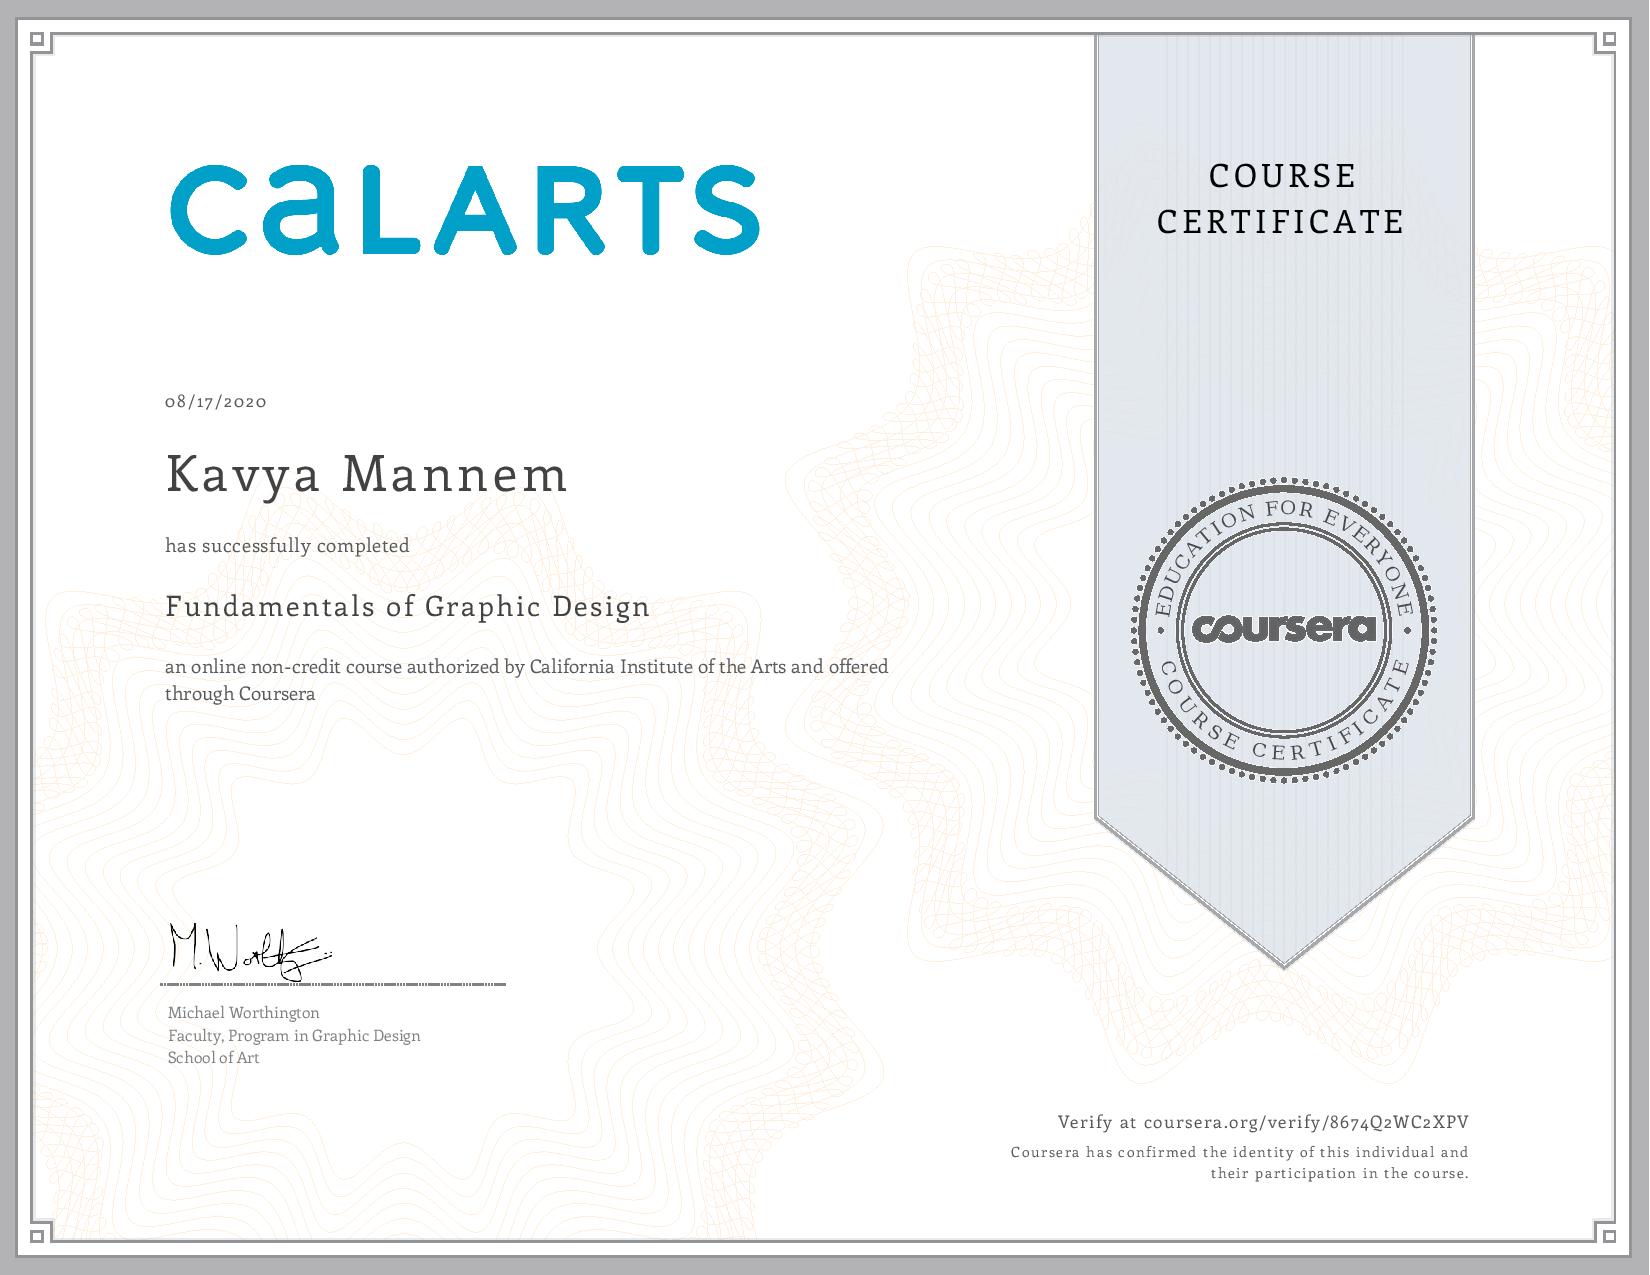 CALARTS
COURSE
CERTIFICATE
08/17/2020
Kavya Mannem
has successfully completed
Fundamentals of Graphic Design
an online non-credit course authorized by California Institute of the Arts and offered
through Coursera
EDUCATION FOR EVERYONE
coursera
COURSE CERTIFICATE
Michael Worthington
Faculty, Program in Graphic Design
School of Art
Verify at coursera.org/verify/8674Q2WC2XPV
Coursera has confirmed the identity of this individual and
their participation in the course.